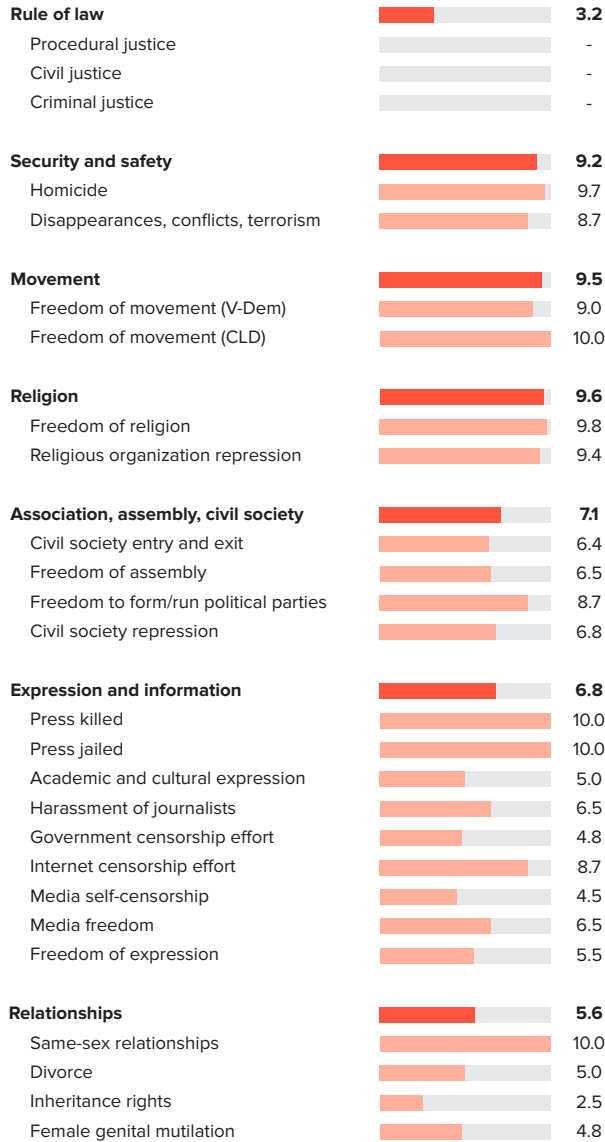 Rule of law 3.2
Procedural justice -
Civil justice -
Criminal justice -
Security and safety 9.2
Homicide 9.7
Disappearances, conflicts, terrorism 8.7
Movement 9.5
Freedom of movement (V-Dem) 9.0
Freedom of movement (CLD) 10.0
Religion 9.6
Freedom of religion 9.8
Religious organization repression 9.4
Association, assembly, civil society 7.1
Civil society entry and exit 6.4
Freedom of assembly 6.5
Freedom to form/run political parties 8.7
Civil society repression 6.8
Expression and information 6.8
Press killed 10.0
Press jailed 10.0
Academic and cultural expression 5.0
Harassment of journalists 6.5
Government censorship effort 4.8
Internet censorship effort 8.7
Media self-censorship 4.5
Media freedom 6.5
Freedom of expression 5.5
Relationships 5.6
Same-sex relationships 10.0
Divorce 5.0
Inheritance rights 2.5
Female genital mutilation 4.8